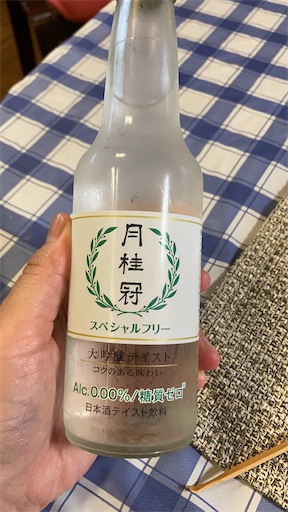 月桂冠
スペシャルフリー
大吟醸テイスト
コクのある味わい
Alc.0.00%/糖質ゼロ※
日本酒テイスト飲料